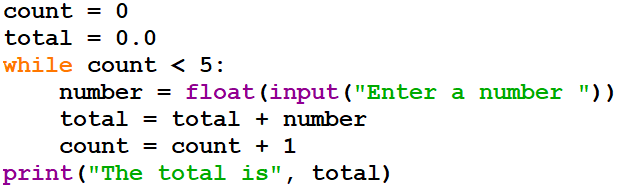 count = 0
total = 0.0
while count < 5:
    number = float(input("Enter a number "))
    total = total + number
    count = count + 1
print("The total is", total)